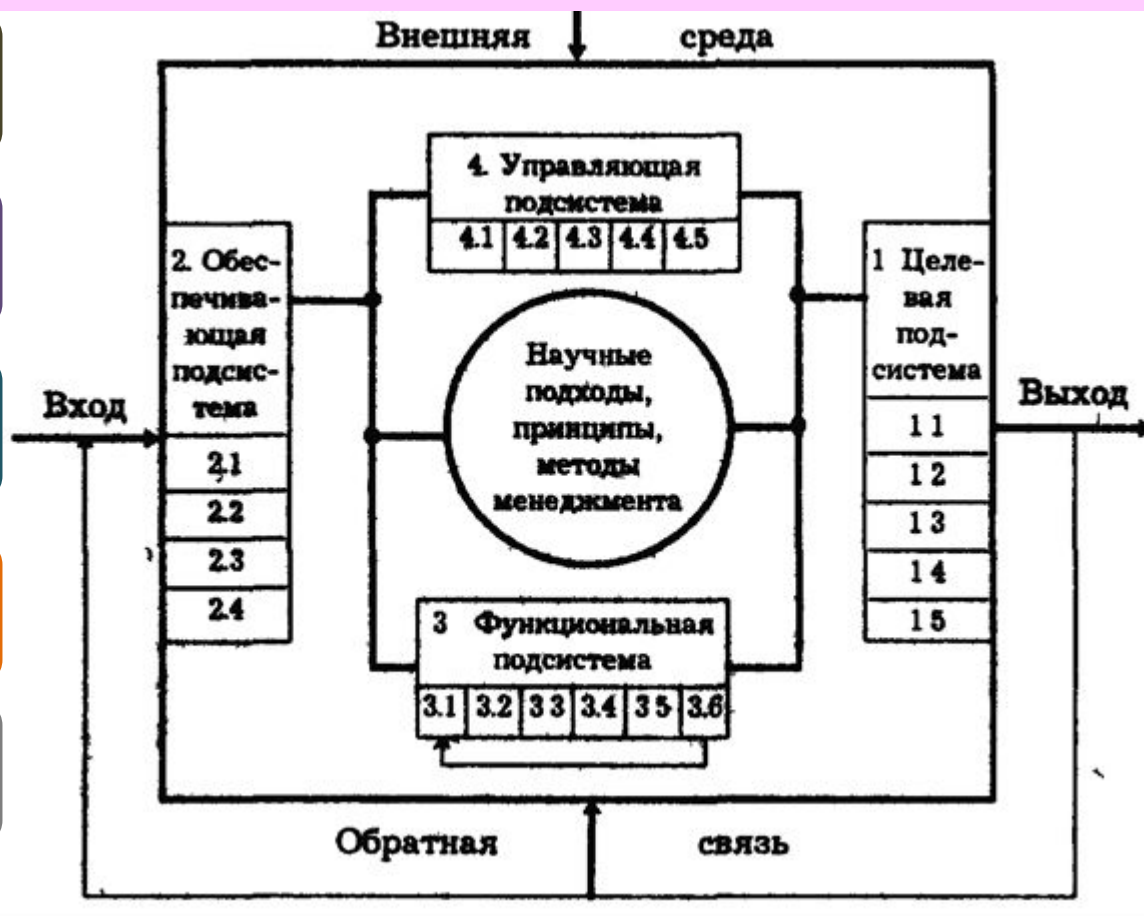 Внешняя среда
4. Управляющая
подсистема
4.1 4.2 4.3 4.4 4.5
2. Обес-
печива-
ющая
подсис-
тема
2.1
2.2
2.3
2.4
Научные
подходы,
принципы,
методы
менеджмента
1 Целе-
вая
под-
система
1 1
1 2
1 3
1 4
1 5
Вход
Выход
3 Функциональная
подсистема
3.1 3.2 3 3 3.4 3 5 3.6
Обратная связь